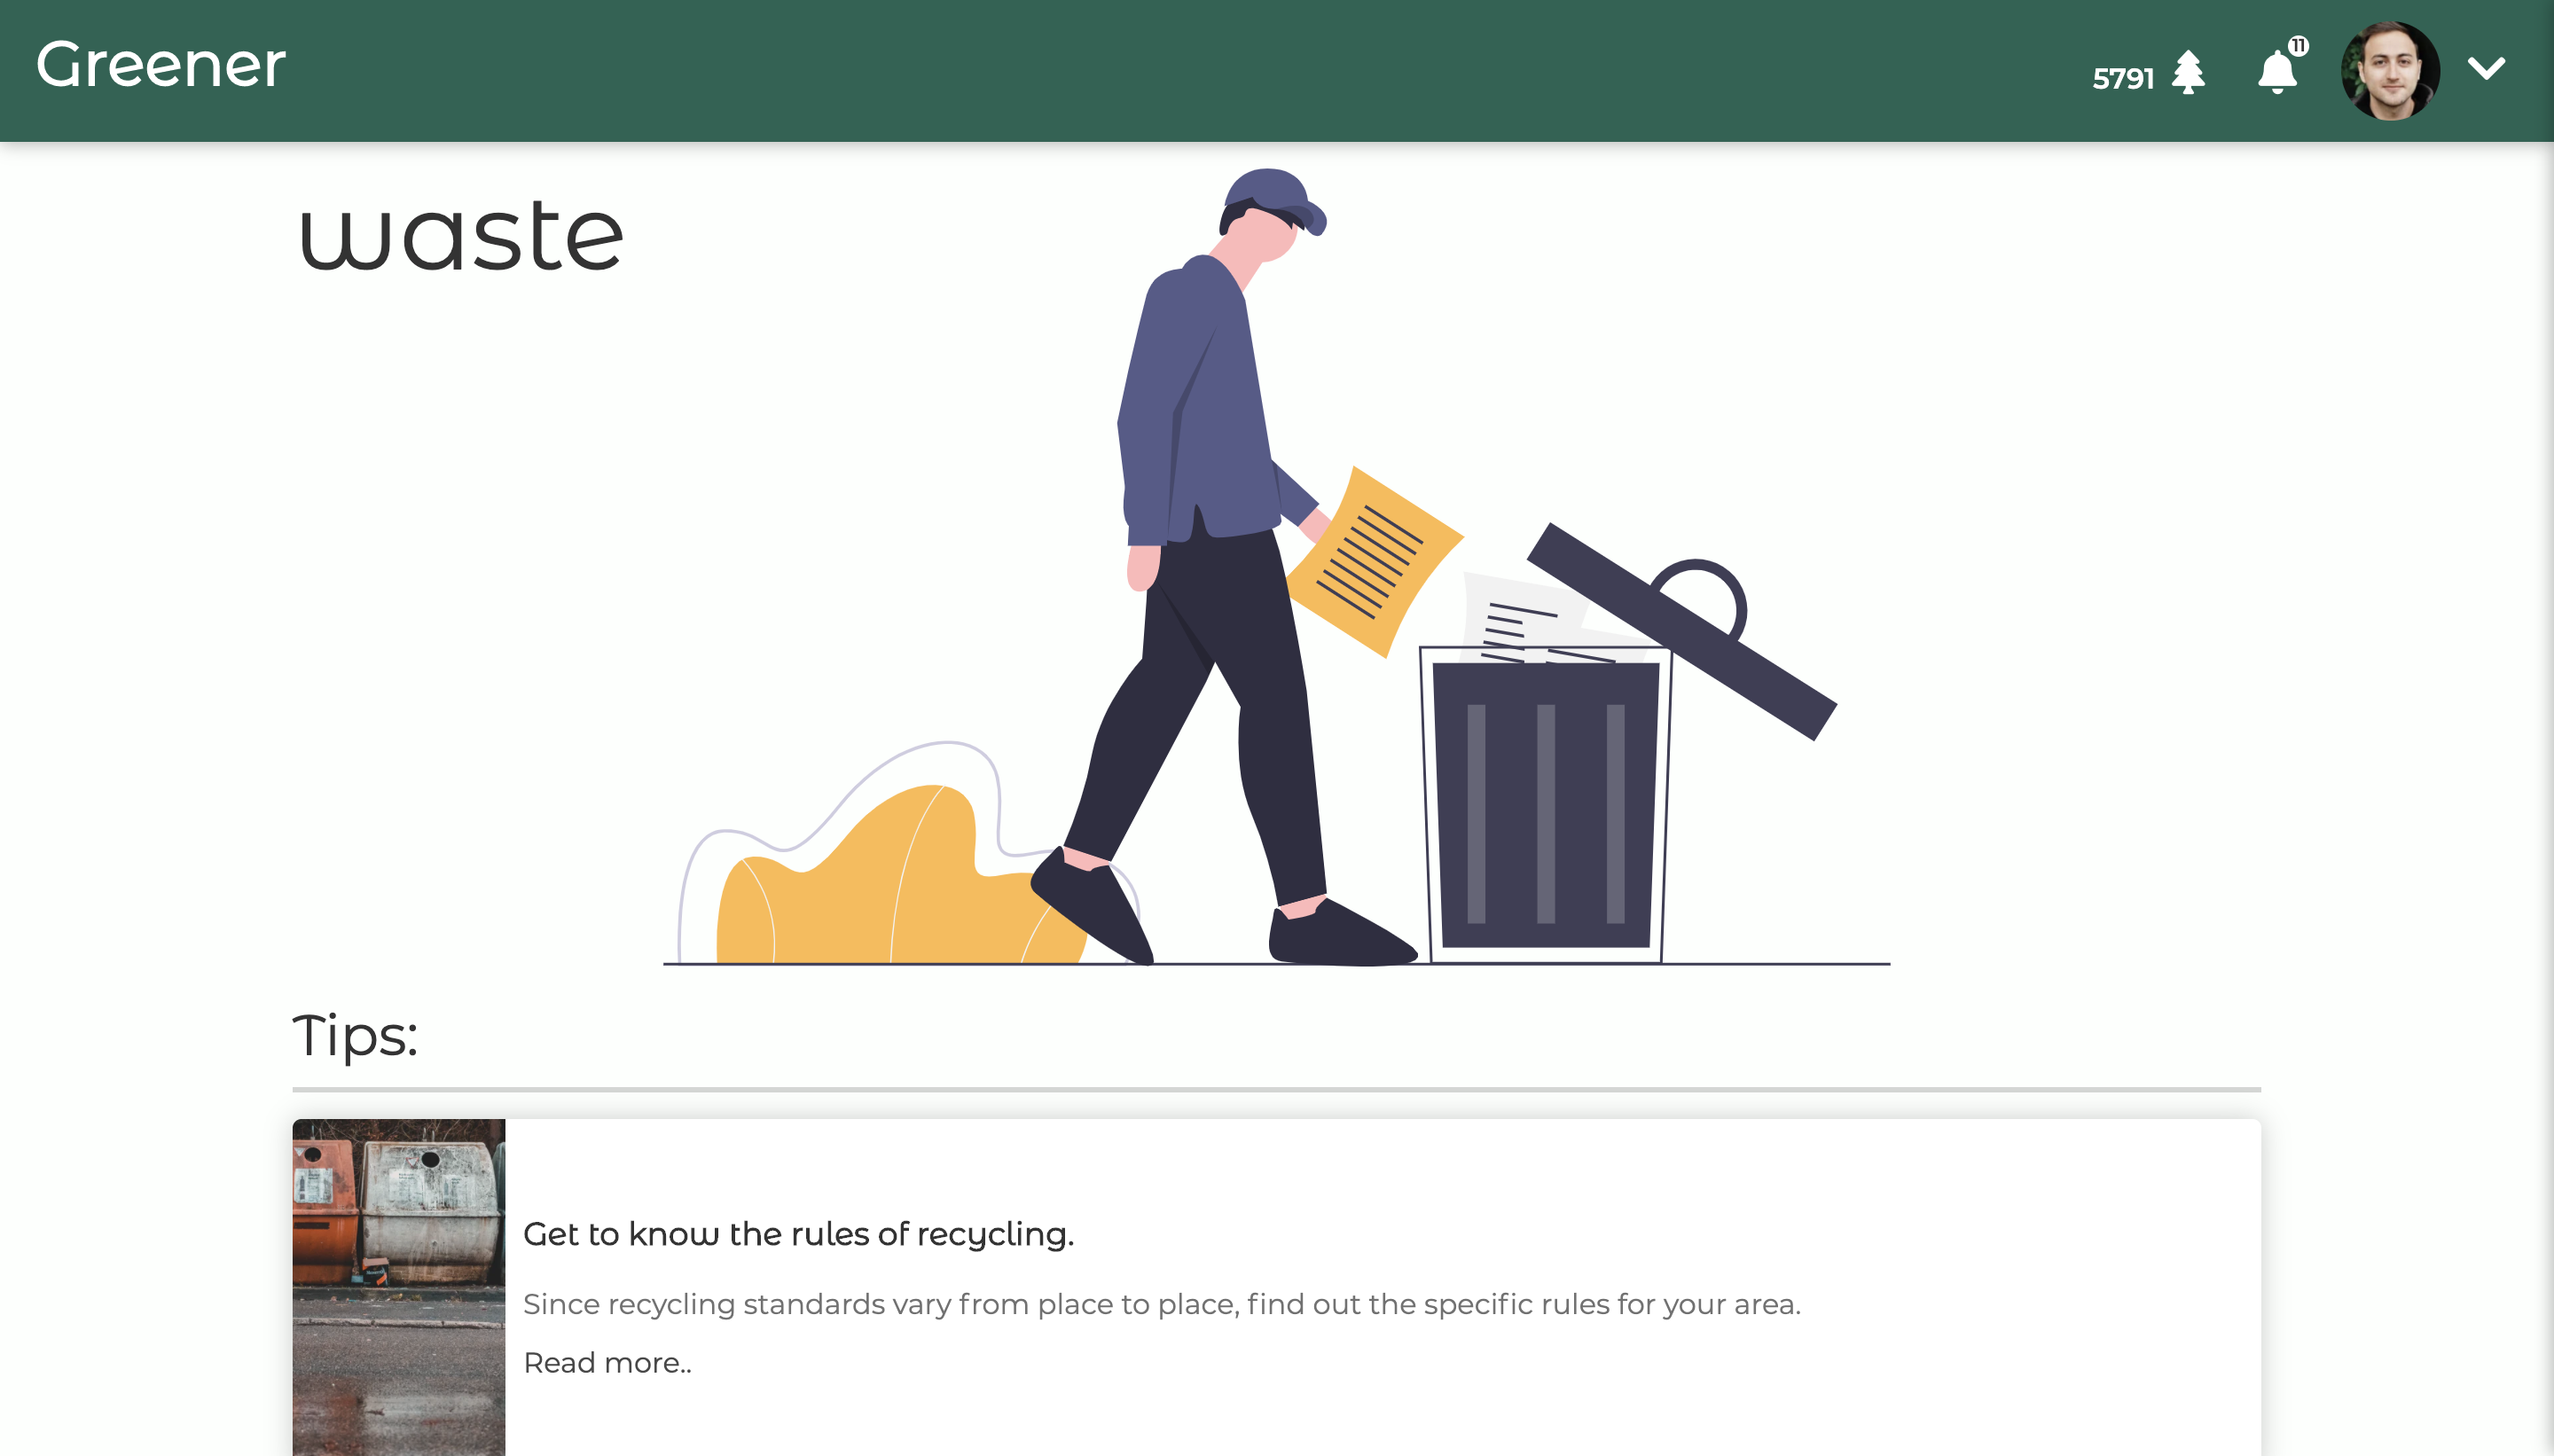 Greener
5791
11
waste
Tips:
Get to know the rules of recycling.
Since recycling standards vary from place to place, find out the specific rules for your area.
Read more..